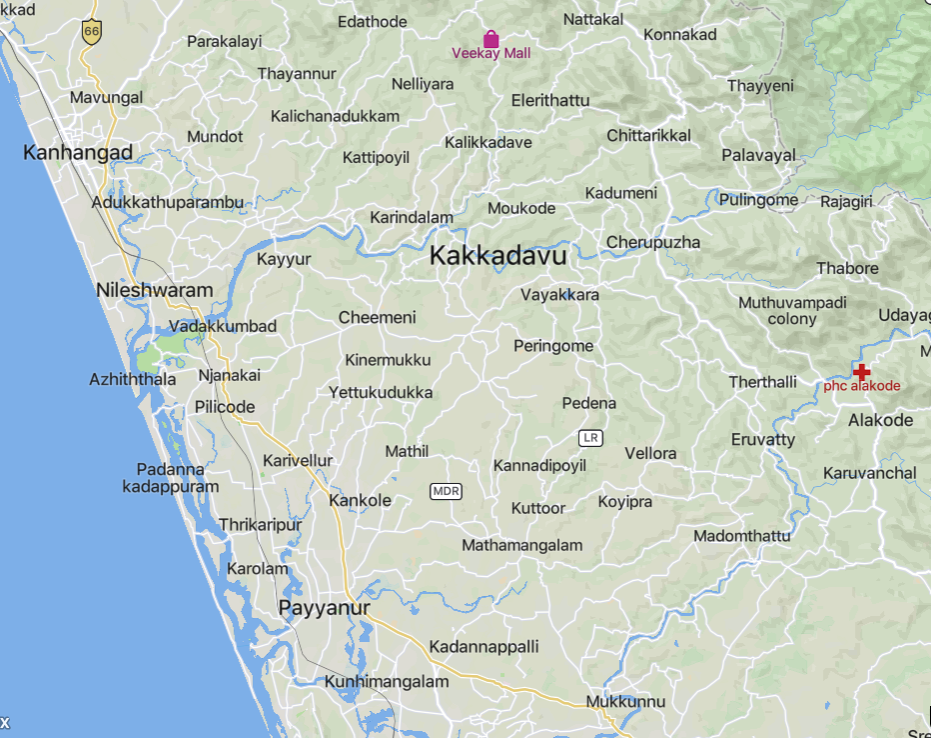 kkad
Edathode
Nattakal
66
Parakalayi
Konnakad
Veekay Mall
Thayannur
Nelliyara
Thayyeni
Mavungal
Elerithattu
Kalichanadukkam
Mundot
Chittarikkal
Kalikkadave
Kanhangad
Kattipoyil
Palavayal
Kadumeni
Adukkathuparambu
Pulingome
Rajagiri
Moukode
Karindalam
Cherupuzha
Kakkadavu
Kayyur
Thabore
Nileshwaram
Vayakkara
Muthuvampadi
colony
Cheemeni
Udayag
Vadakkumbad
Peringome
M
Kinermukku
Njanakai
Azhiththala
Therthalli
phc alakode
Yettukudukka
Pilicode
Pedena
Alakode
LR
Eruvatty
Mathil
Vellora
Karivellur
Kannadipoyil
Padanna
kadappuram
Karuvanchal
MDR
Kankole
Koyipra
Kuttoor
Thrikaripur
Madomthattu
Mathamangalam
Karolam
Payyanur
Kadannappalli
Kunhimangalam
Mukkunnu
x
Sre